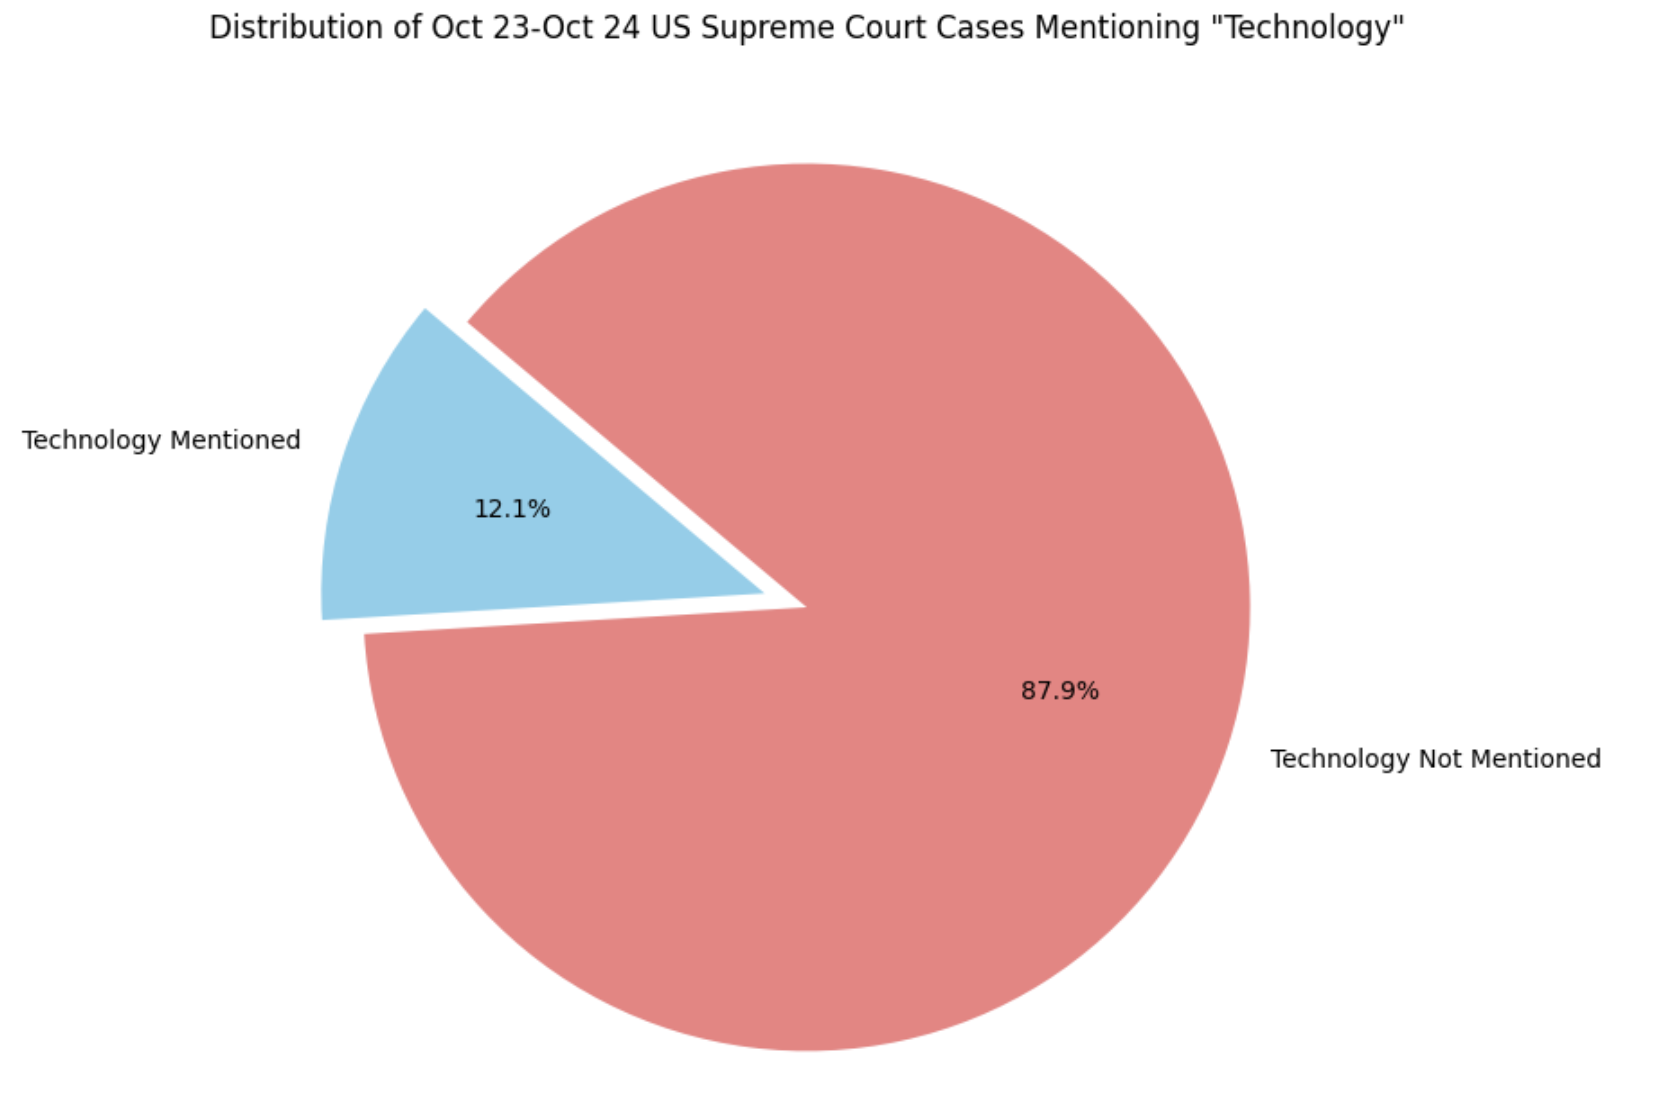 Distribution of Oct 23-Oct 24 US Supreme Court Cases Mentioning "Technology"
Technology Mentioned
12.1%
87.9%
Technology Not Mentioned